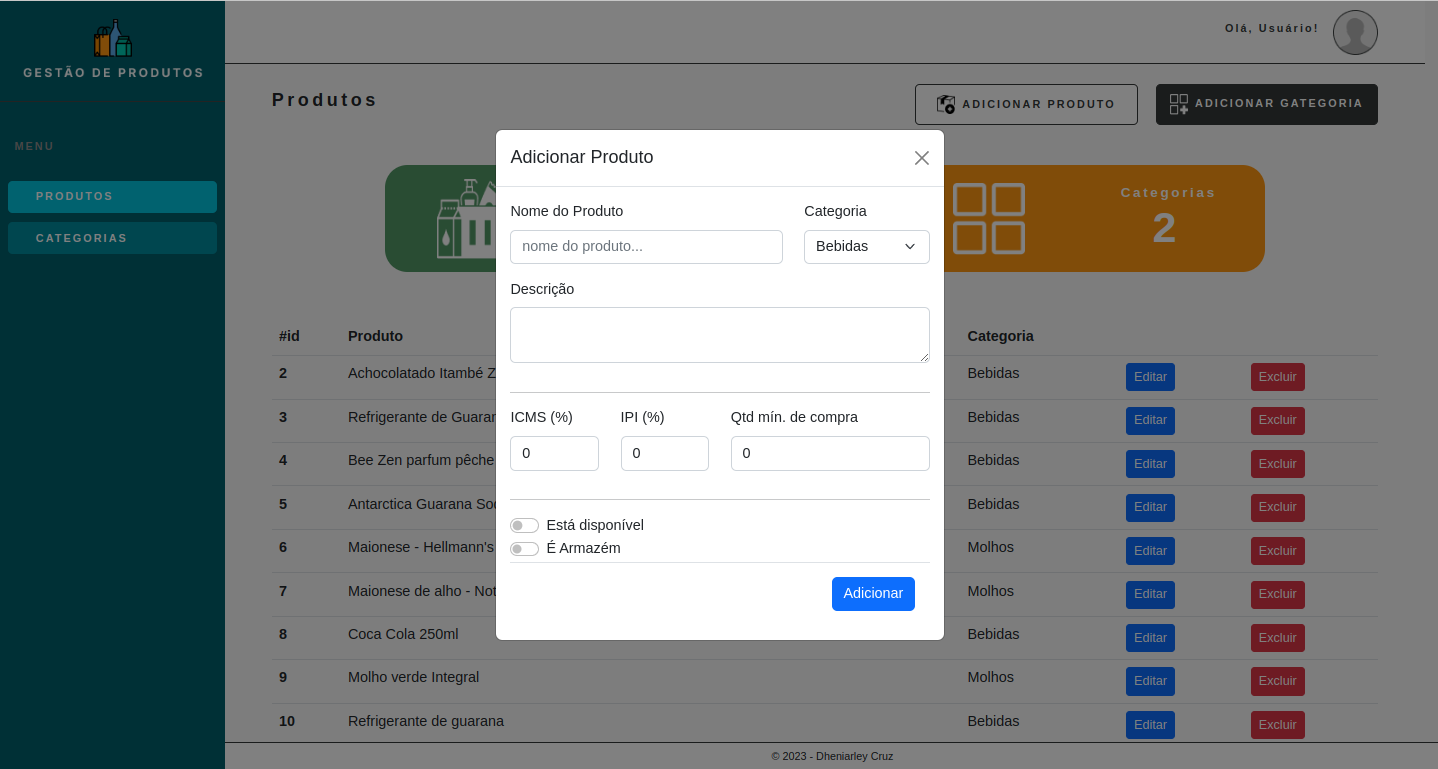 GESTÃO DE PRODUTOS
MENU
PRODUTOS
CATEGORIAS
Olá, Usuário!
Produtos
ADICIONAR PRODUTO
ADICIONAR GATEGORIA
Categorias
2
Adicionar Produto
Nome do Produto Categoria
nome do produto... Bebidas
Descrição
ICMS (%) IPI (%) Qtd mín. de compra
0 0 0
Está disponível
É Armazém
Adicionar
#id Produto Categoria
2 Achocolatado Itambé Bebidas Editar Excluir
3 Refrigerante de Bebidas Editar Excluir
4 Bee Zen parfum pêche Bebidas Editar Excluir
5 Antarctica Guarana Bebidas Editar Excluir
6 Maionese - Hellmann's Molhos Editar Excluir
7 Maionese de alho - Molhos Editar Excluir
8 Coca Cola 250ml Bebidas Editar Excluir
9 Molho verde Integral Molhos Editar Excluir
10 Refrigerante de guarana Bebidas Editar Excluir
© 2023 - Dheniarley Cruz